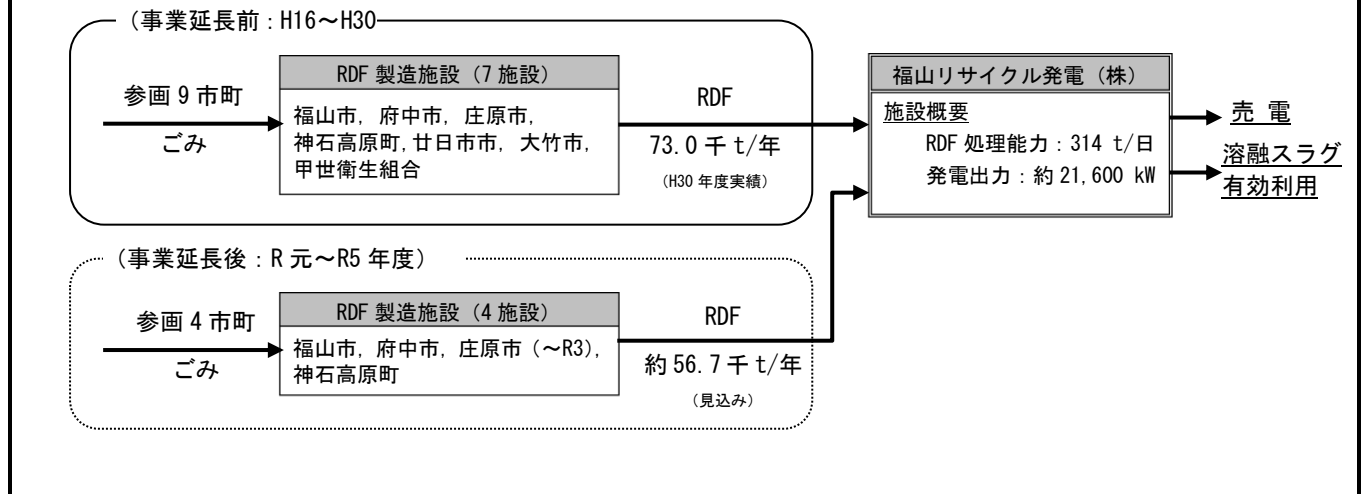 （事業延長前：H16～H30
参画 9 市町
ごみ
RDF 製造施設（7 施設）
福山市，府中市，庄原市，
神石高原町,廿日市市，大竹市，
甲世衛生組合
RDF
73.0 千 t/年
（H30 年度実績）
福山リサイクル発電（株）
施設概要
RDF 処理能力：314 t/日
発電出力：約 21,600 kW
売 電
溶融スラグ
有効利用
（事業延長後：R 元～R5 年度）
参画 4 市町
ごみ
RDF 製造施設（4 施設）
福山市，府中市，庄原市（～R3），
神石高原町
RDF
約 56.7 千 t/年
（見込み）